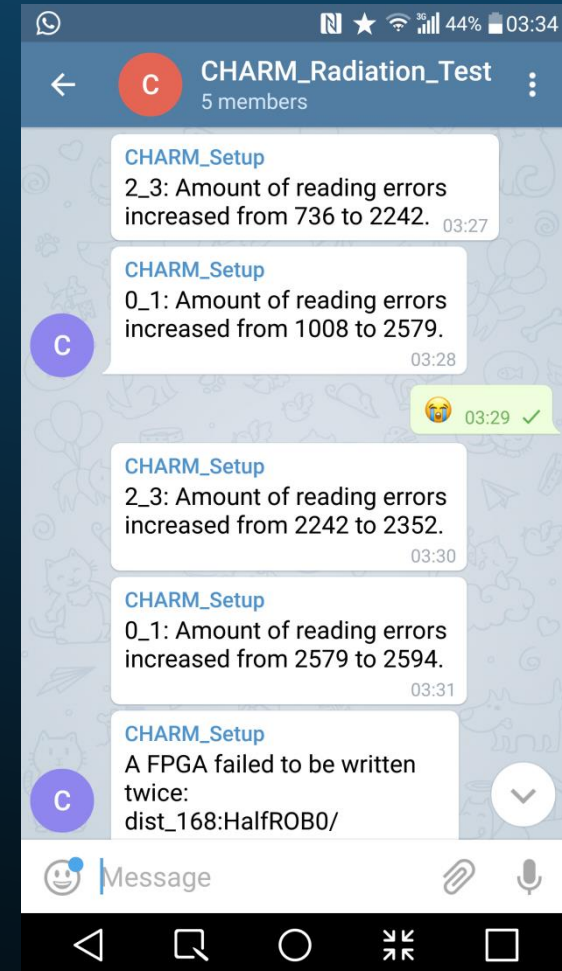 3G 44% 03:34
C CHARM_Radiation_Test
5 members
CHARM_Setup
2_3: Amount of reading errors
increased from 736 to 2242. 03:27
CHARM_Setup
0_1: Amount of reading errors
increased from 1008 to 2579.
C
03:28
03:29
CHARM_Setup
2_3: Amount of reading errors
increased from 2242 to 2352.
03:30
CHARM_Setup
0_1: Amount of reading errors
increased from 2579 to 2594.
03:31
CHARM_Setup
A FPGA failed to be written
twice:
C
dist_168:HalfROB0/
Message